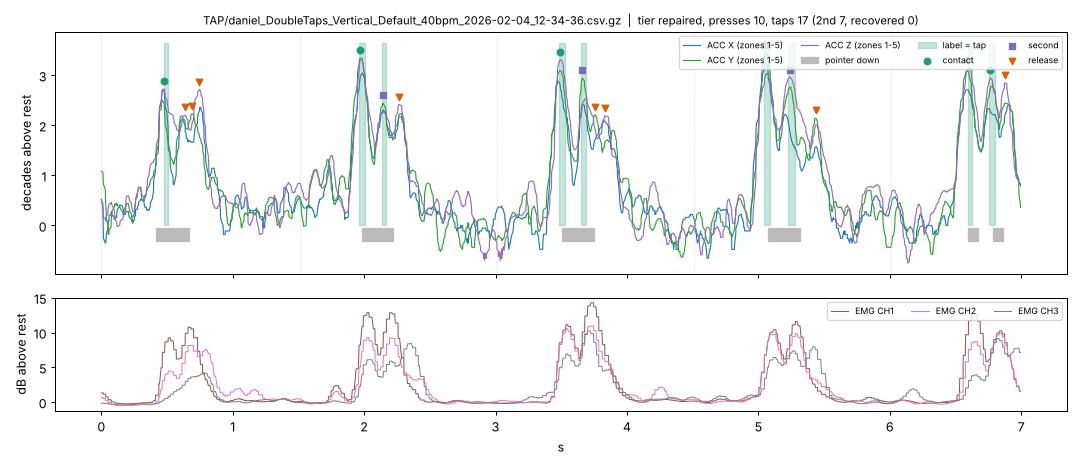 TAP/daniel_DoubleTaps_Vertical_Default_40bpm_2026-02-04_12-34-36.csv.gz | tier repaired, presses 10, taps 17 (2nd 7, recovered 0)
ACC X (zones 1-5) ACC Z (zones 1-5) label = tap second
ACC Y (zones 1-5) pointer down contact release
decades above rest
3
2
1
0
EMG CH1 EMG CH2 EMG CH3
dB above rest
15
10
5
0
0 1 2 3 4 5 6 7
s